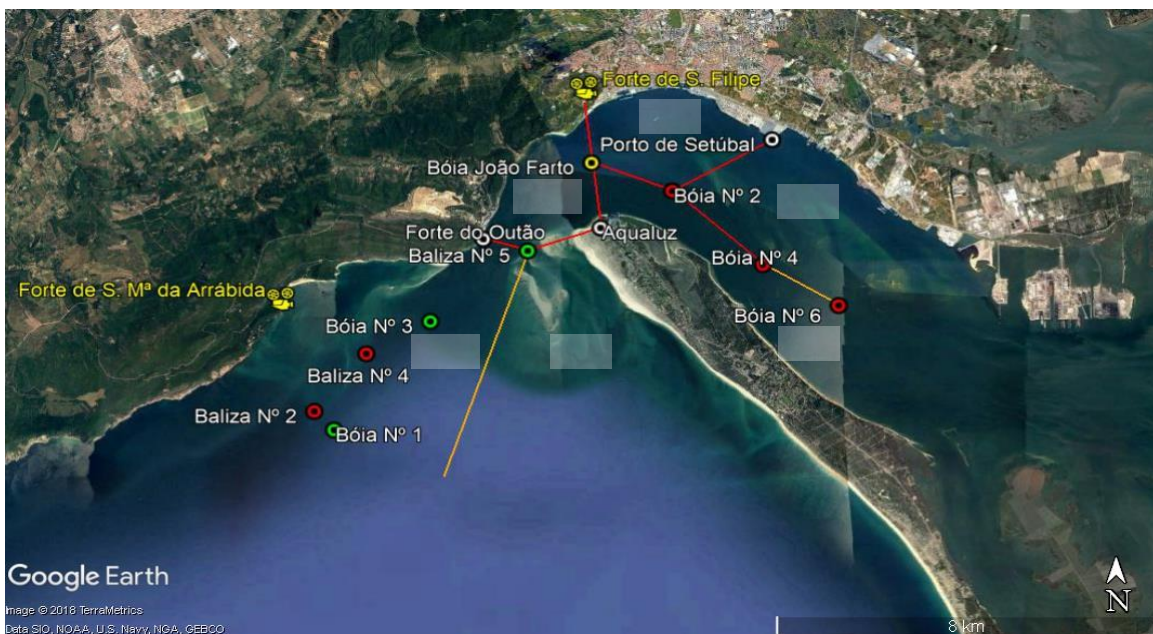 Forte de S. Filipe
Porto de Setúbal
Bóia João Farto
Bóia Nº 2
Forte do Outão
Aqualuz
Baliza Nº 5
Bóia Nº 4
Forte de S. Mª da Arrábida
Bóia Nº 6
Bóia Nº 3
Baliza Nº 4
Baliza Nº 2
Bóia Nº 1
Google Earth
N
Image © 2018 TerraMetrics
Data SIO, NOAA, U.S. Navy, NGA, GEBCO
8 km